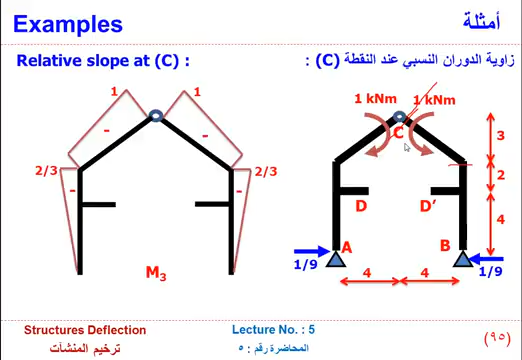 Examples
أمثلة
Relative slope at (C) :
زاوية الدوران النسبي عند النقطة (C) :
1
1
-
-
2/3
2/3
-
-
M3
1 kNm
1 kNm
C
3
2
4
D
D’
A
B
1/9
1/9
4
4
Structures Deflection
ترخيم المنشآت
Lecture No. : 5
المحاضرة رقم : ٥
(٩٥)